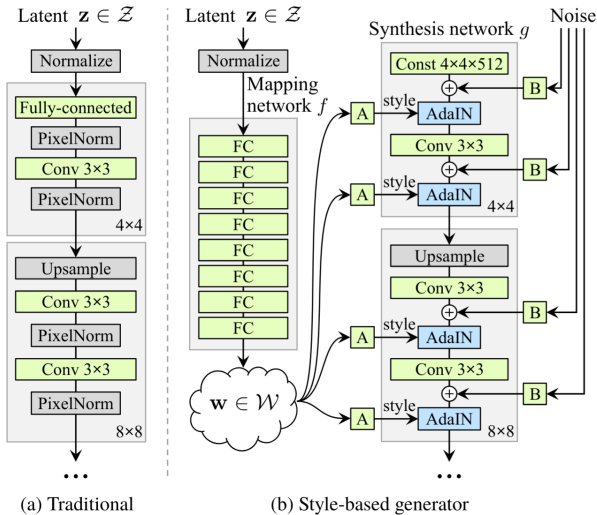 Latent z ∈ Z
Normalize
Fully-connected
PixelNorm
Conv 3×3
PixelNorm
4×4
Upsample
Conv 3×3
PixelNorm
Conv 3×3
PixelNorm
8×8
...
(a) Traditional
Latent z ∈ Z
Normalize
Mapping
network f
FC
FC
FC
FC
FC
FC
FC
FC
w ∈ W
A
style
A
style
A
style
A
style
Synthesis network g
Const 4×4×512
+
AdaIN
Conv 3×3
+
AdaIN
4×4
Upsample
Conv 3×3
+
AdaIN
Conv 3×3
+
AdaIN
8×8
...
Noise
B
B
B
B
(b) Style-based generator